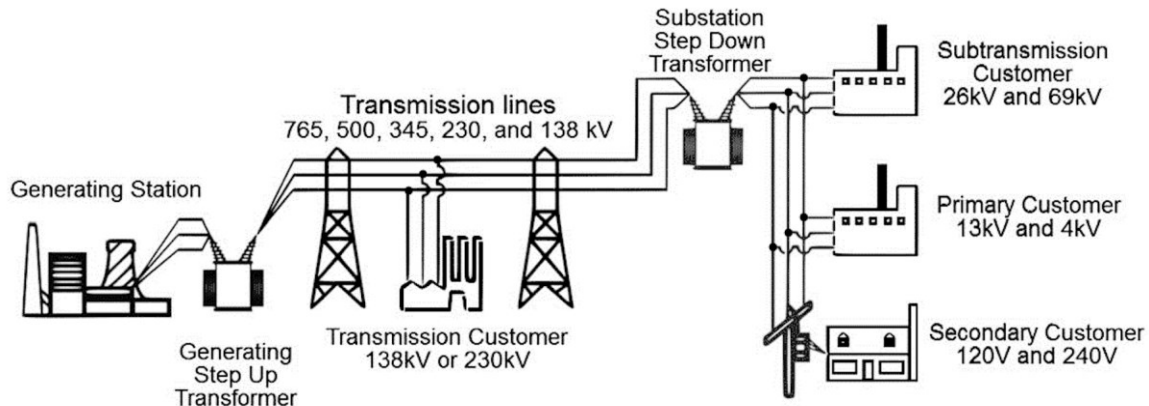 Substation
Step Down
Transformer
Subtransmission
Customer
26kV and 69kV
Transmission lines
765, 500, 345, 230, and 138 kV
Generating Station
Primary Customer
13kV and 4kV
Transmission Customer
138kV or 230kV
Generating
Step Up
Transformer
Secondary Customer
120V and 240V